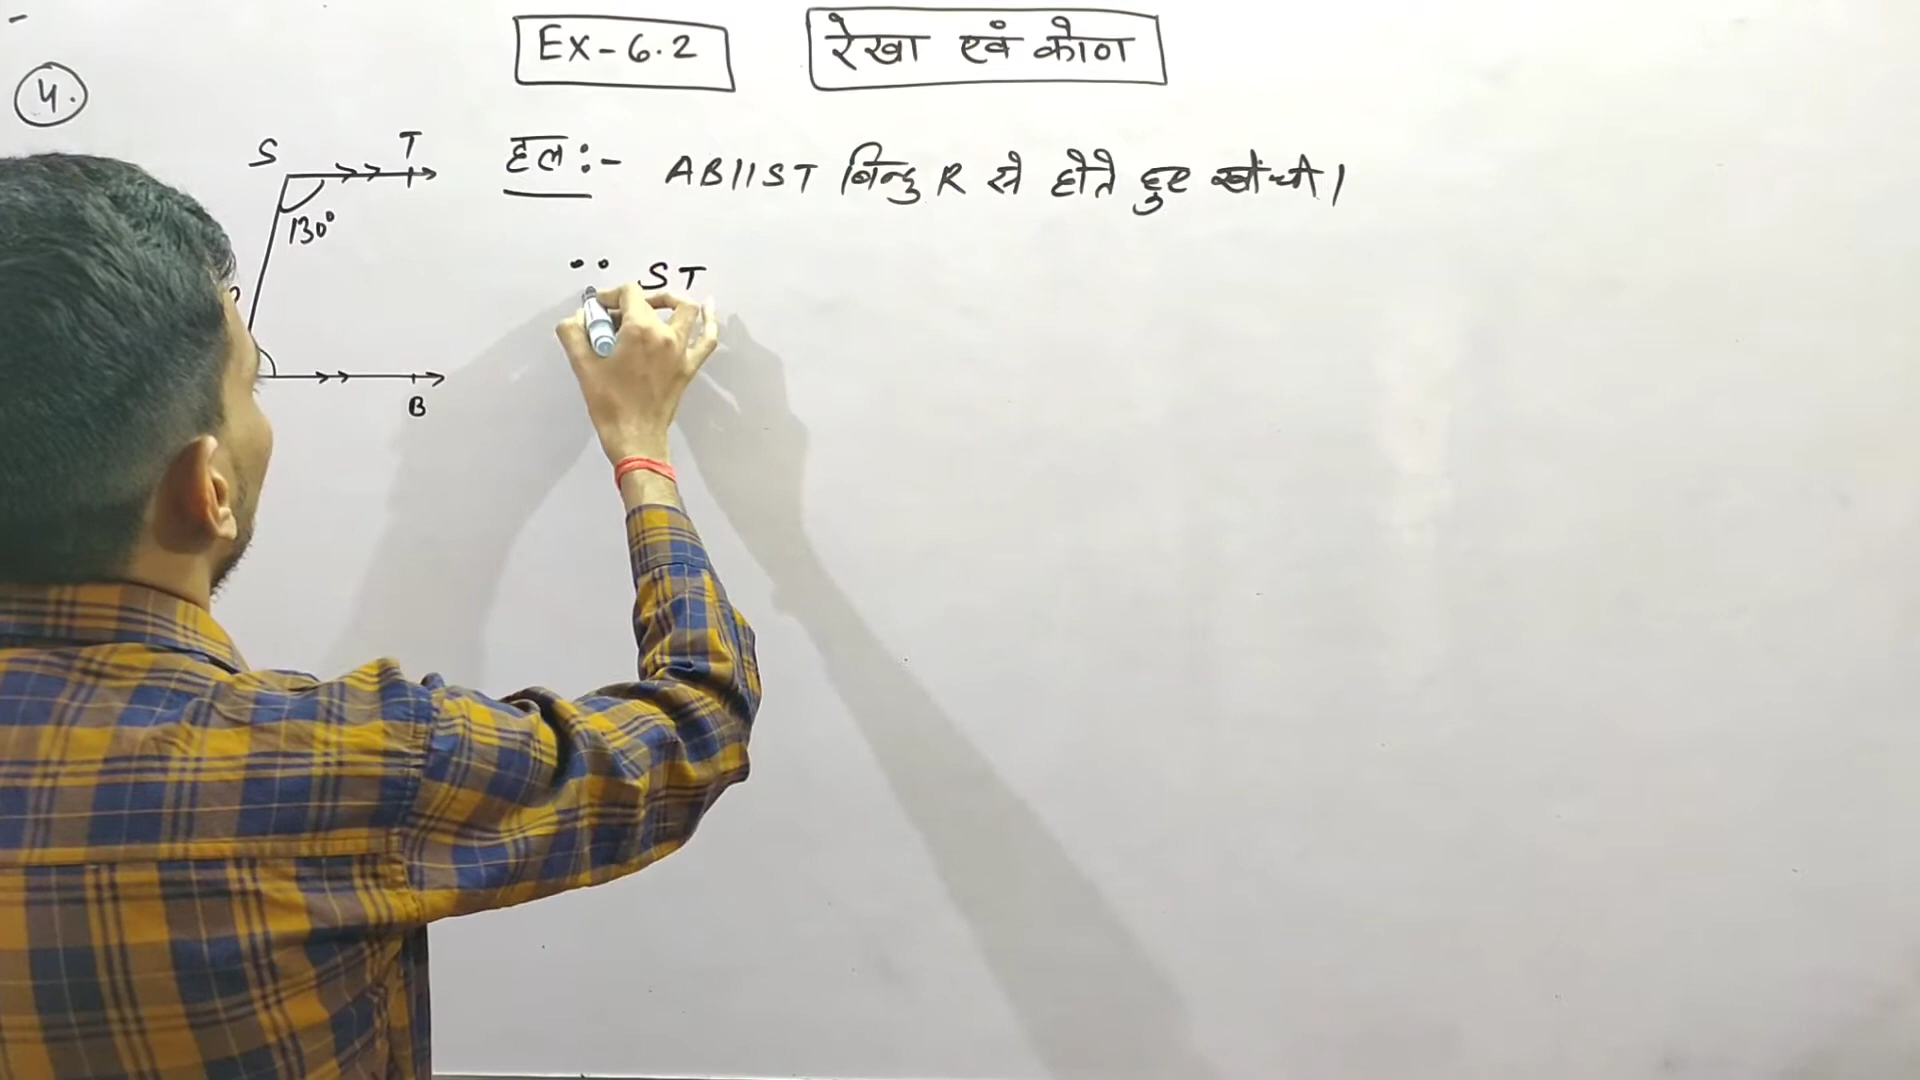 Ex-6.2
रेखा एवं कोण
4.
S T
130°
B
हल:- AB||ST बिन्दु R से होते हुए खींची।
∵ ST